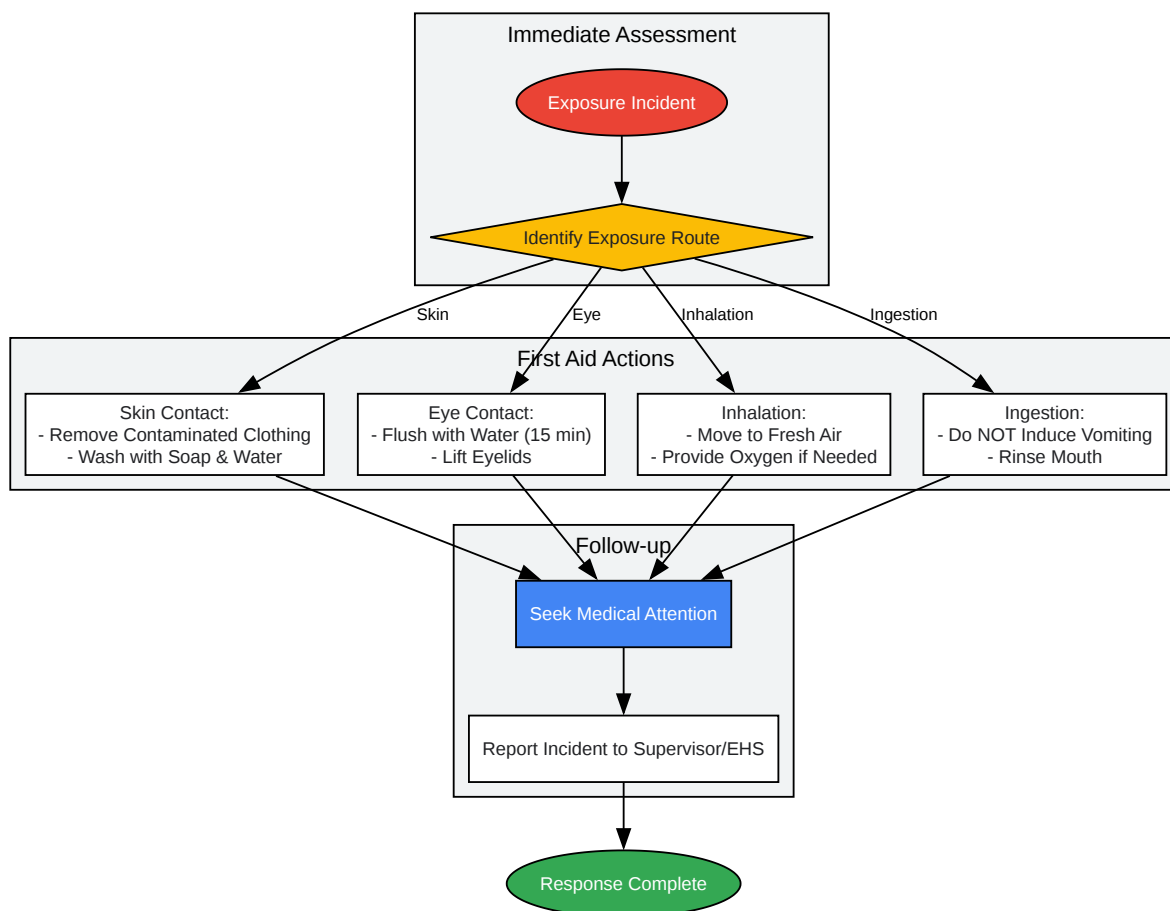 Immediate Assessment
Exposure Incident
Identify Exposure Route
Skin
Eye
Inhalation
Ingestion
First Aid Actions
Skin Contact:
- Remove Contaminated Clothing
- Wash with Soap & Water
Eye Contact:
- Flush with Water (15 min)
- Lift Eyelids
Inhalation:
- Move to Fresh Air
- Provide Oxygen if Needed
Ingestion:
- Do NOT Induce Vomiting
- Rinse Mouth
Follow-up
Seek Medical Attention
Report Incident to Supervisor/EHS
Response Complete